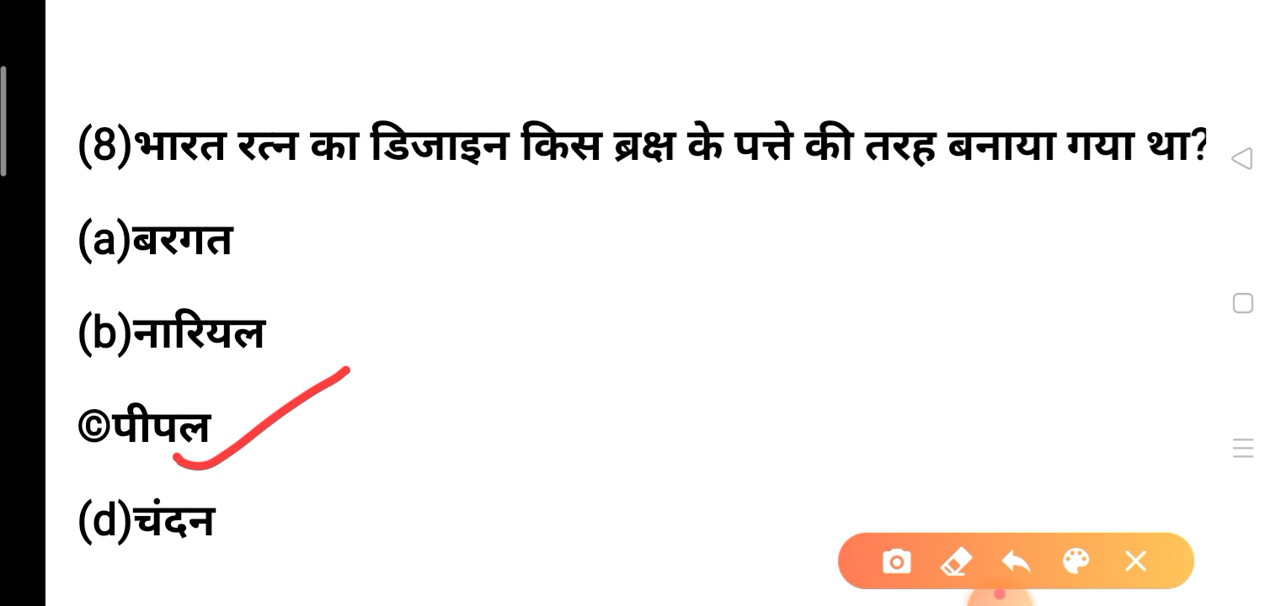 (8)भारत रत्न का डिजाइन किस ब्रक्ष के पत्ते की तरह बनाया गया था?
(a)बरगत
(b)नारियल
©पीपल
(d)चंदन